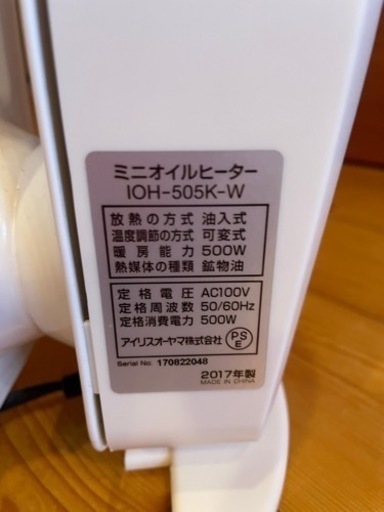 ミニオイルヒーター
IOH-505K-W
放熱の方式 油入式
温度調節の方式 可変式
暖房能力 500W
熱媒体の種類 鉱物油
定格電圧 AC100V
定格周波数 50/60Hz
定格消費電力 500W
アイリスオーヤマ株式会社
PS
E
Serial No. 170822048
2017年製
MADE IN CHINA